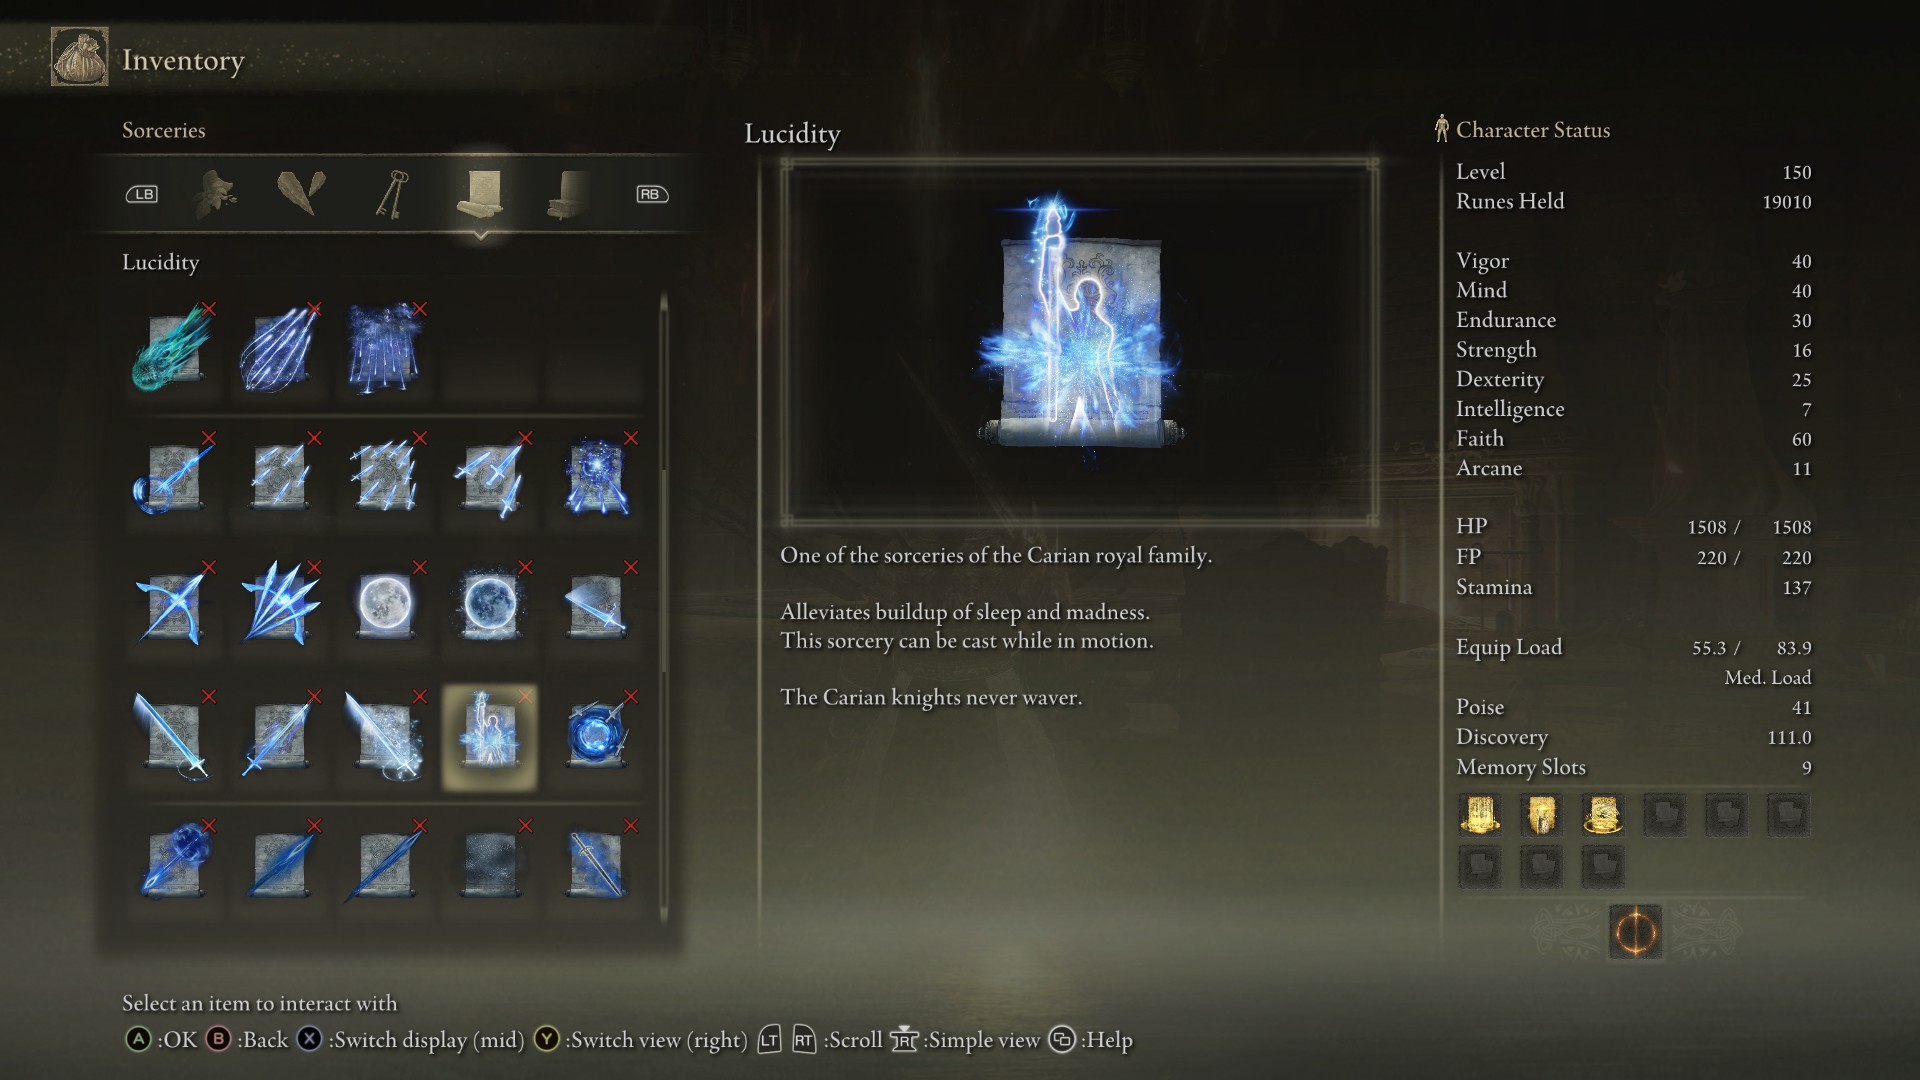 Inventory
Sorceries
LB
RB
Lucidity
Lucidity
One of the sorceries of the Carian royal family.
Alleviates buildup of sleep and madness.
This sorcery can be cast while in motion.
The Carian knights never waver.
Character Status
Level 150
Runes Held 19010
Vigor 40
Mind 40
Endurance 30
Strength 16
Dexterity 25
Intelligence 7
Faith 60
Arcane 11
HP 1508 / 1508
FP 220 / 220
Stamina 137
Equip Load 55.3 / 83.9
Med. Load
Poise 41
Discovery 111.0
Memory Slots 9
Select an item to interact with
A :OK B :Back X :Switch display (mid) Y :Switch view (right) LT RT :Scroll R :Simple view :Help